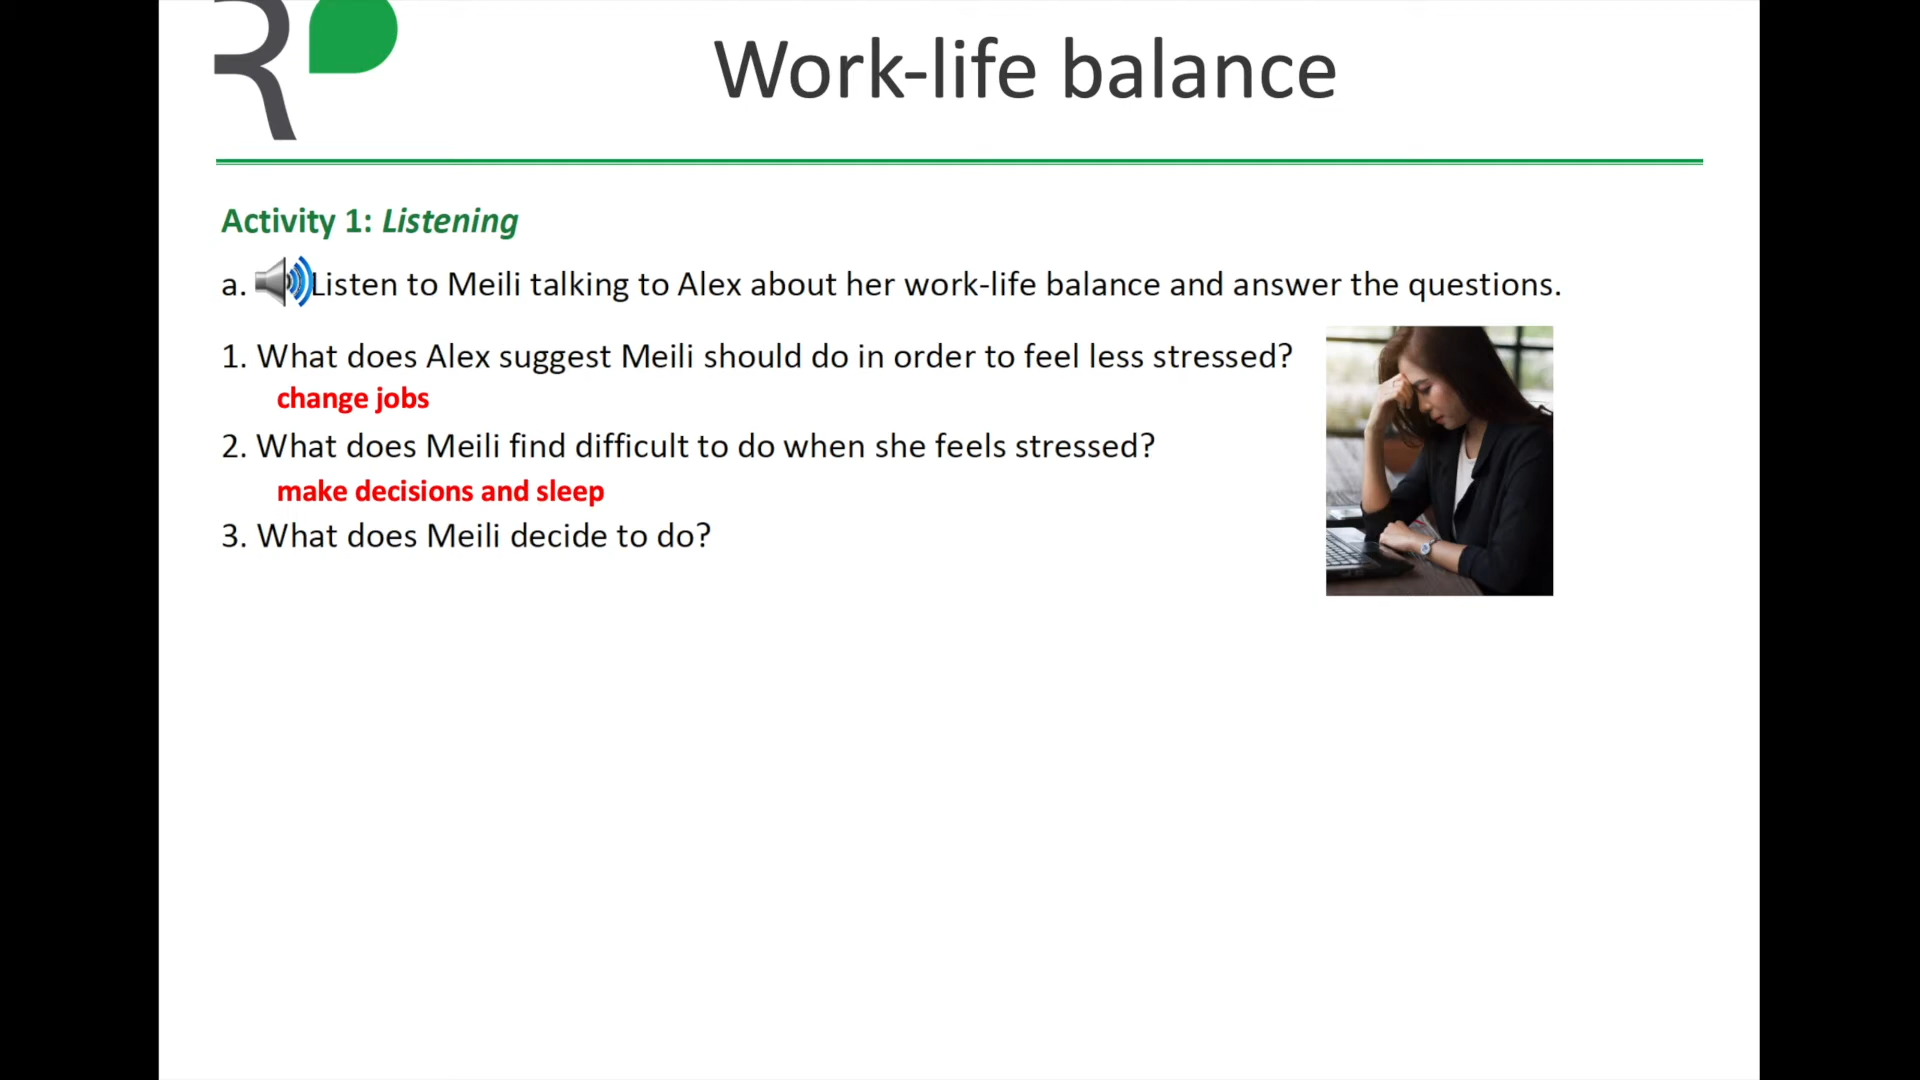 Work-life balance
Activity 1: Listening
a. Listen to Meili talking to Alex about her work-life balance and answer the questions.
1. What does Alex suggest Meili should do in order to feel less stressed?
change jobs
2. What does Meili find difficult to do when she feels stressed?
make decisions and sleep
3. What does Meili decide to do?